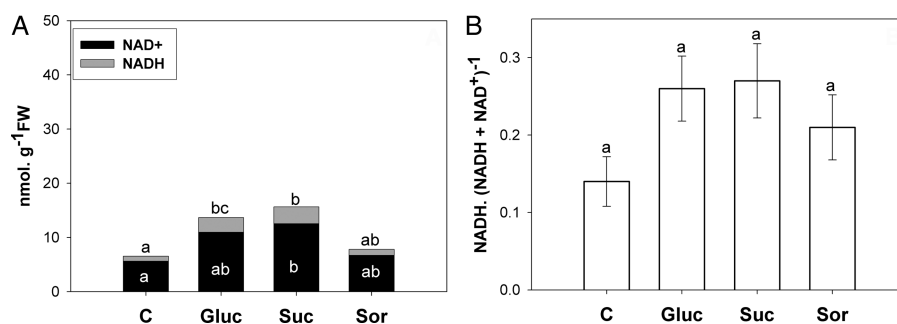 A
50
40
30
20
10
0
nmol. g-1FW
NAD+
NADH
a
bc
b
ab
a
ab
b
ab
C Gluc Suc Sor
B
0.3
0.2
0.1
0.0
NADH. (NADH + NAD+)-1
a
a
a
a
C Gluc Suc Sor